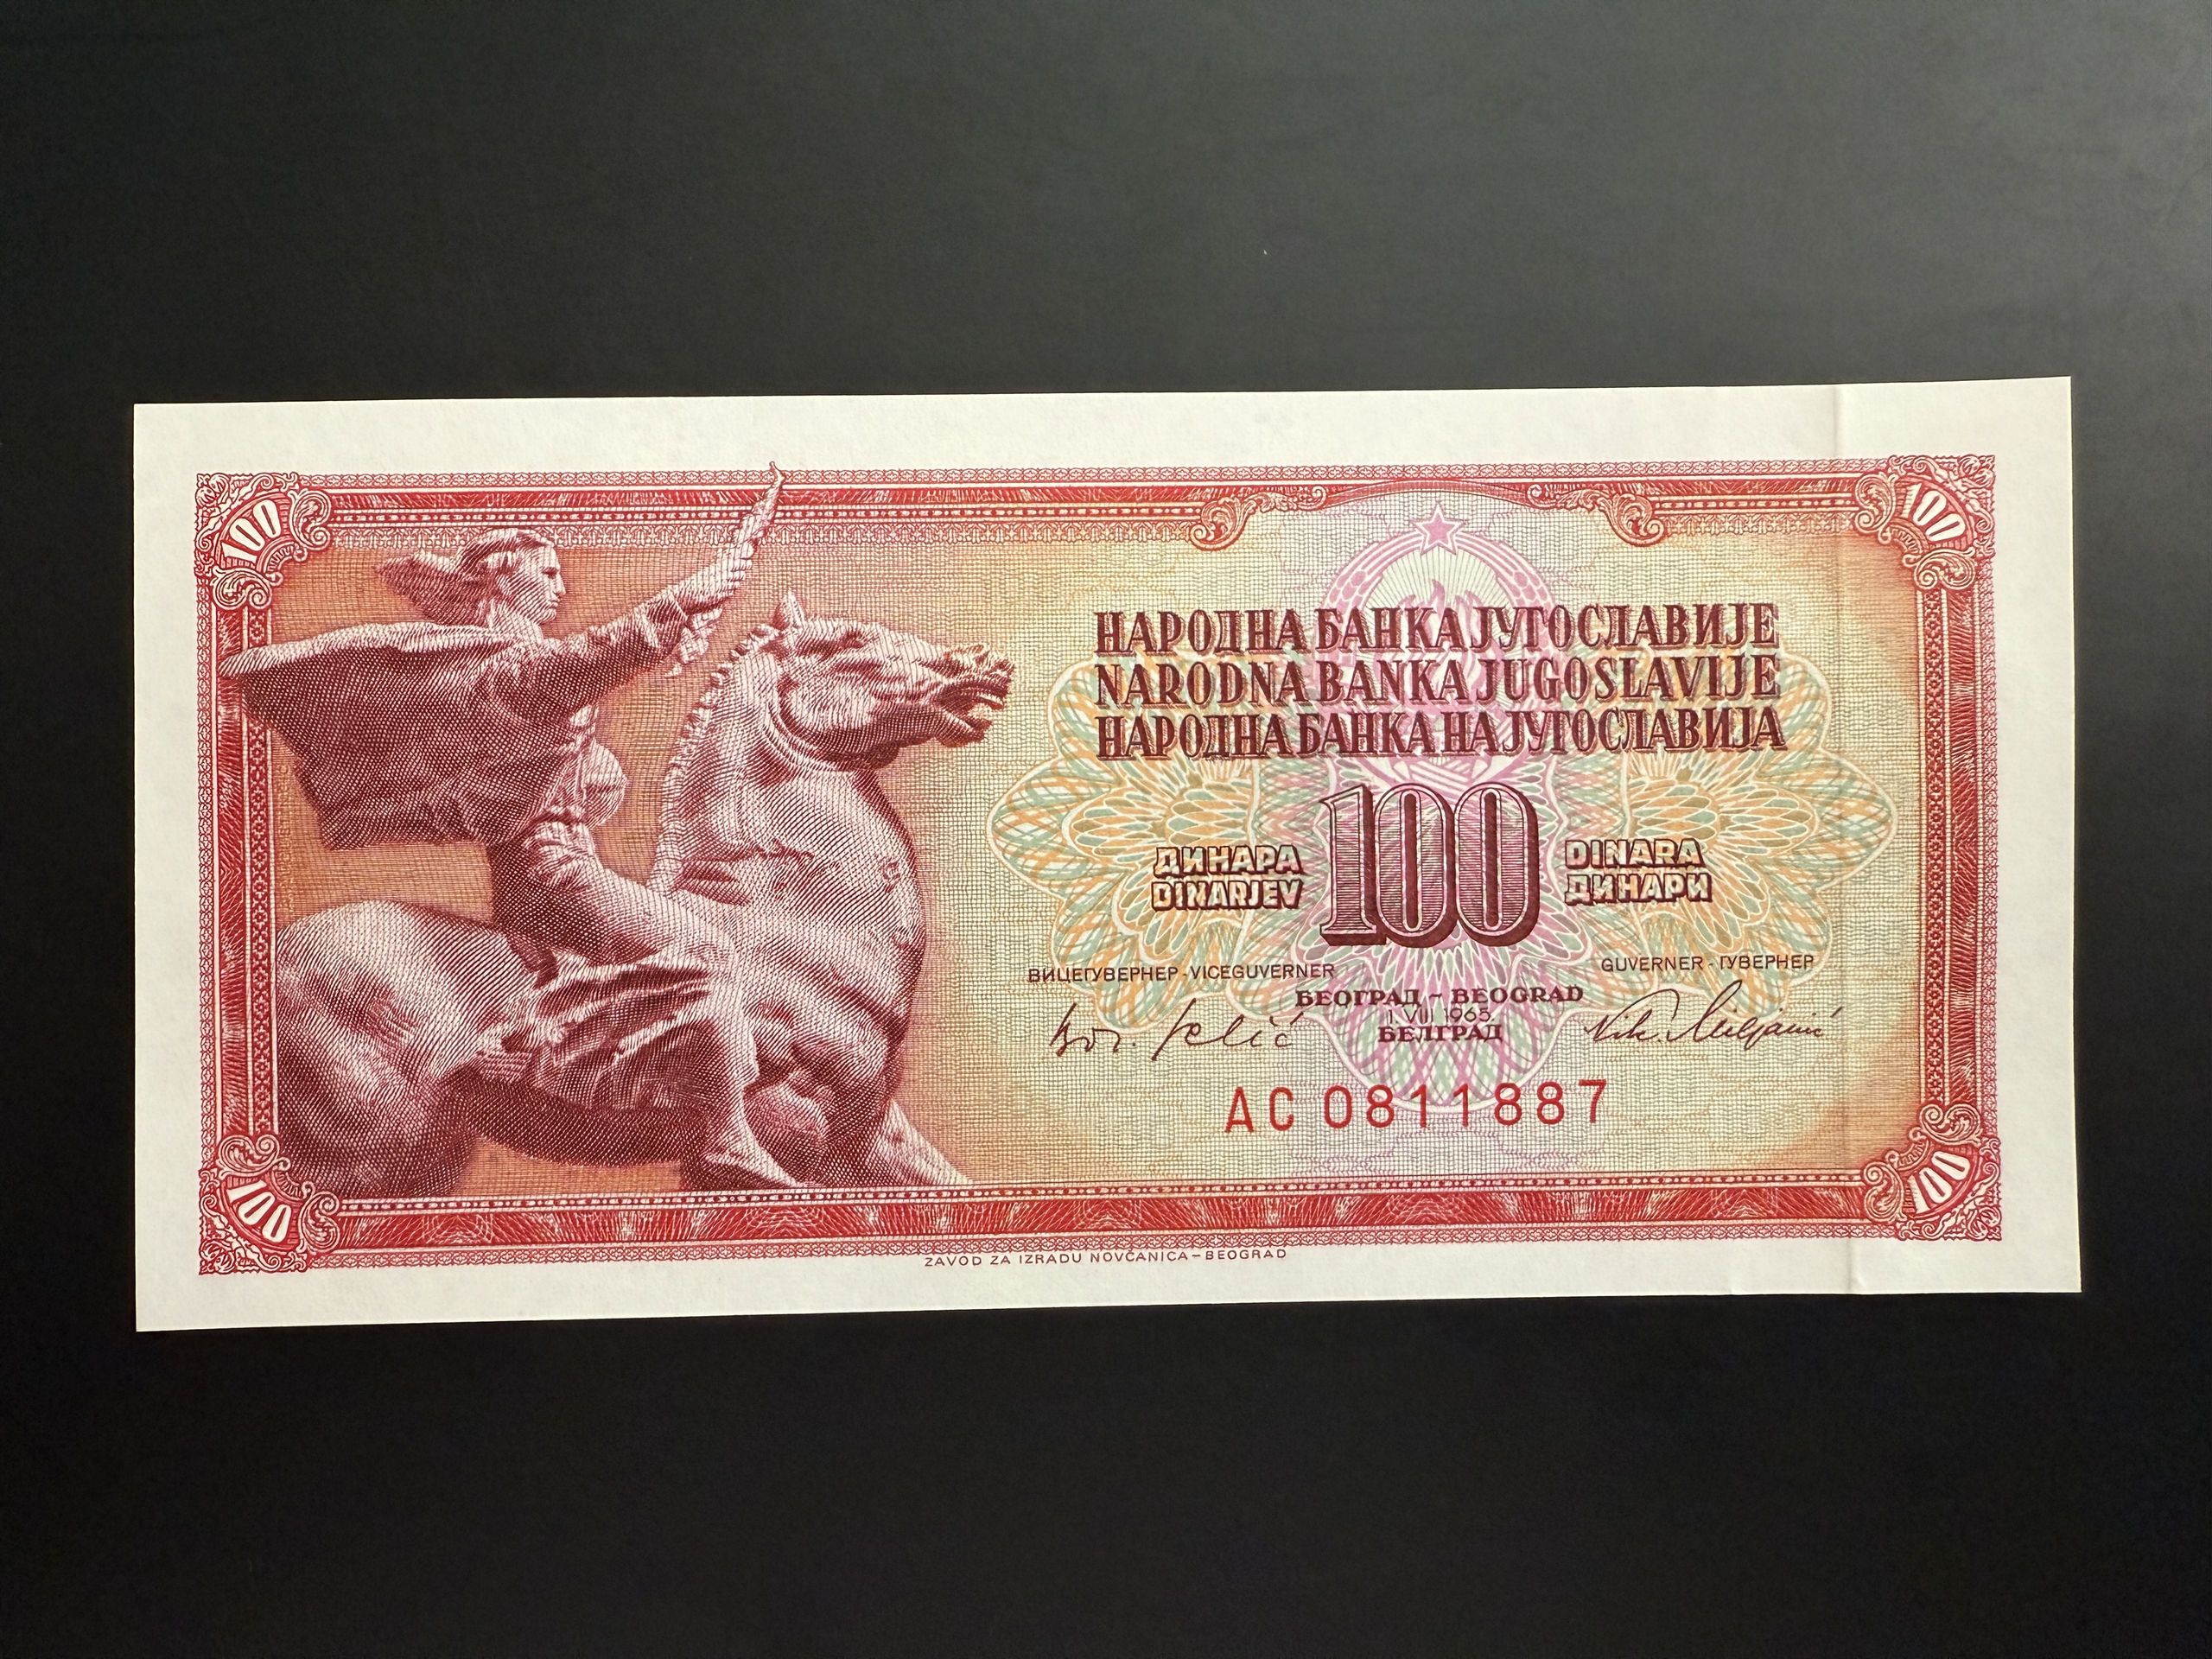 100
100
НАРОДНА БАНКА ЈУГОСЛАВИЈЕ
NARODNA BANKA JUGOSLAVIJE
НАРОДНА БАНКА НА ЈУГОСЛАВИЈА
ДИНАРА 100 DINARA
DINARJEV ДИНАРИ
ВИЦЕГУВЕРНЕР - VICEGUVERNER GUVERNER - ГУВЕРНЕР
БЕОГРАД - BEOGRAD
1. VIII 1965.
БЕЛГРАД
AC 0811887
100
100
ZAVOD ZA IZRADU NOVČANICA - BEOGRAD